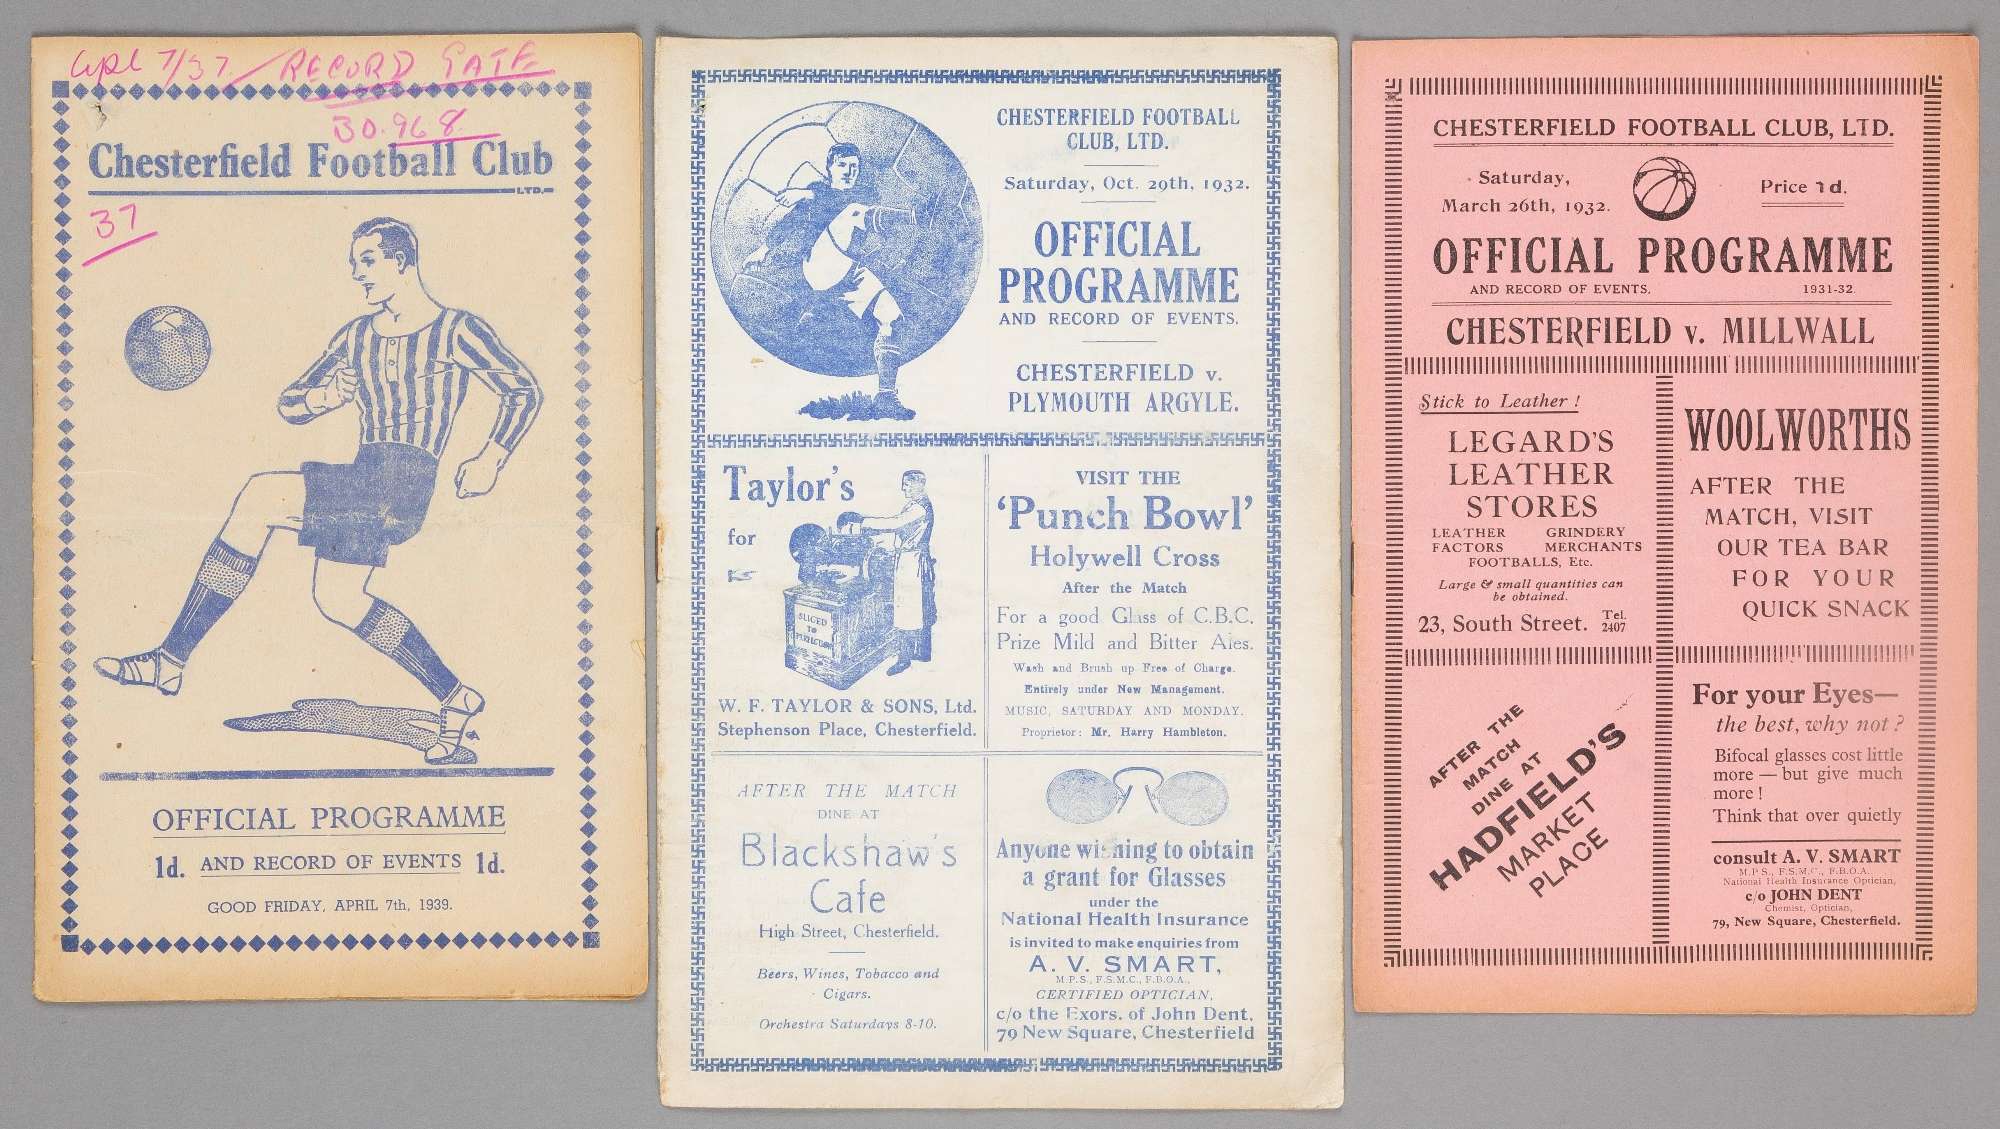 Apl 7/37 / RECORD GATE
30.968
Chesterfield Football Club
LTD.
37
OFFICIAL PROGRAMME
1d. AND RECORD OF EVENTS 1d.
GOOD FRIDAY, APRIL 7th, 1939.
CHESTERFIELD FOOTBALL
CLUB, LTD.
Saturday, Oct. 29th, 1932.
OFFICIAL
PROGRAMME
AND RECORD OF EVENTS.
CHESTERFIELD v.
PLYMOUTH ARGYLE.
Taylor's
for
SLICED
TO
PERFECTION
W. F. TAYLOR & SONS, Ltd.
Stephenson Place, Chesterfield.
VISIT THE
'Punch Bowl'
Holywell Cross
After the Match
For a good Glass of C.B.C.
Prize Mild and Bitter Ales.
Wash and Brush up Free of Charge.
Entirely under New Management.
MUSIC, SATURDAY AND MONDAY.
Proprietor: Mr. Harry Hambleton.
AFTER THE MATCH
DINE AT
Blackshaw's
Cafe
High Street, Chesterfield.
Beers, Wines, Tobacco and
Cigars.
Orchestra Saturdays 8-10.
Anyone wishing to obtain
a grant for Glasses
under the
National Health Insurance
is invited to make enquiries from
A. V. SMART,
M.P.S., F.S.M.C., F.B.O.A.,
CERTIFIED OPTICIAN,
c/o the Exors. of John Dent,
79 New Square, Chesterfield
CHESTERFIELD FOOTBALL CLUB, LTD.
Saturday,
March 26th, 1932.
Price 1d.
OFFICIAL PROGRAMME
AND RECORD OF EVENTS. 1931-32.
CHESTERFIELD v. MILLWALL
Stick to Leather!
LEGARD'S
LEATHER
STORES
LEATHER GRINDERY
FACTORS MERCHANTS
FOOTBALLS, Etc.
Large & small quantities can
be obtained.
23, South Street. Tel. 2407
WOOLWORTHS
AFTER THE
MATCH, VISIT
OUR TEA BAR
FOR YOUR
QUICK SNACK
AFTER THE
MATCH
DINE AT
HADFIELD'S
MARKET
PLACE
For your Eyes—
the best, why not?
Bifocal glasses cost little
more — but give much
more!
Think that over quietly
consult A. V. SMART
M.P.S., F.S.M.C., F.B.O.A.
National Health Insurance Optician,
c/o JOHN DENT
Chemist, Optician,
79, New Square, Chesterfield.